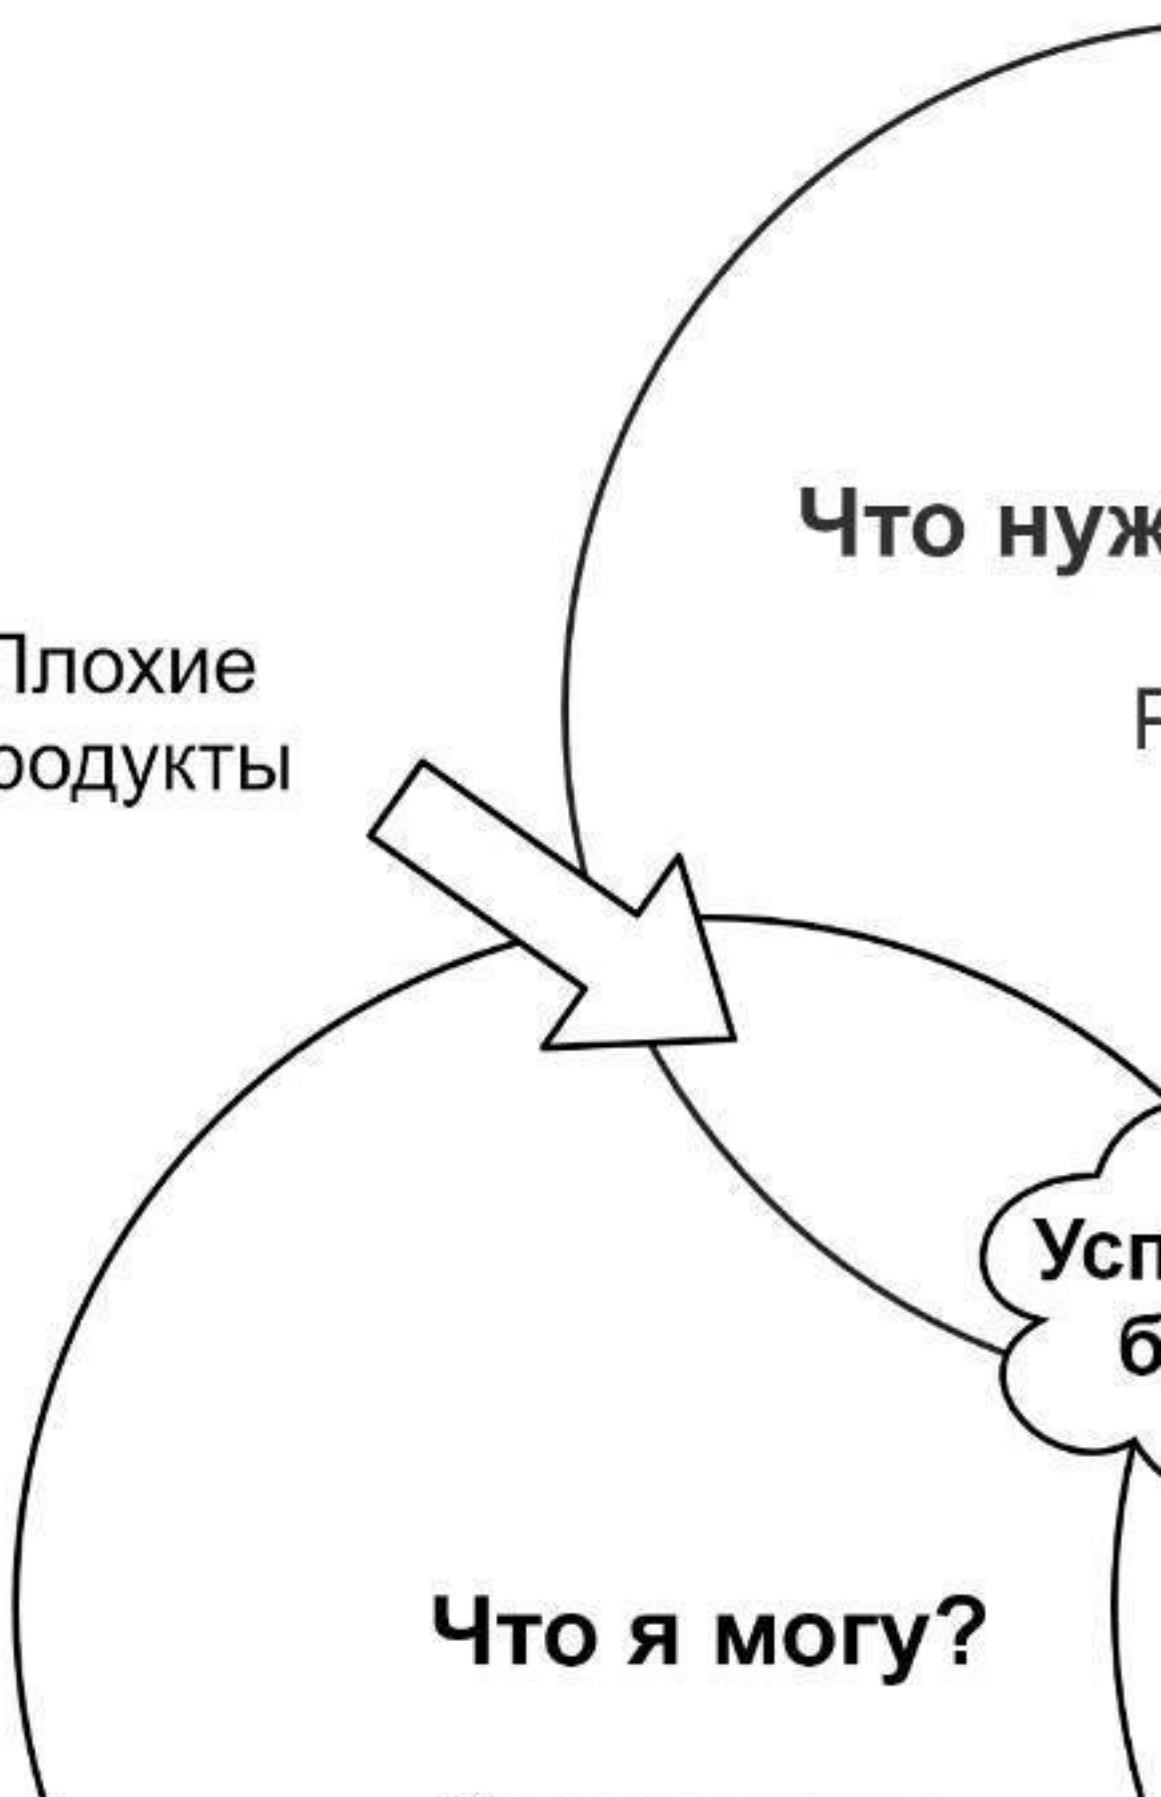 Что нуж
Плохие
родукты
Р
Усп
б
Что я могу?